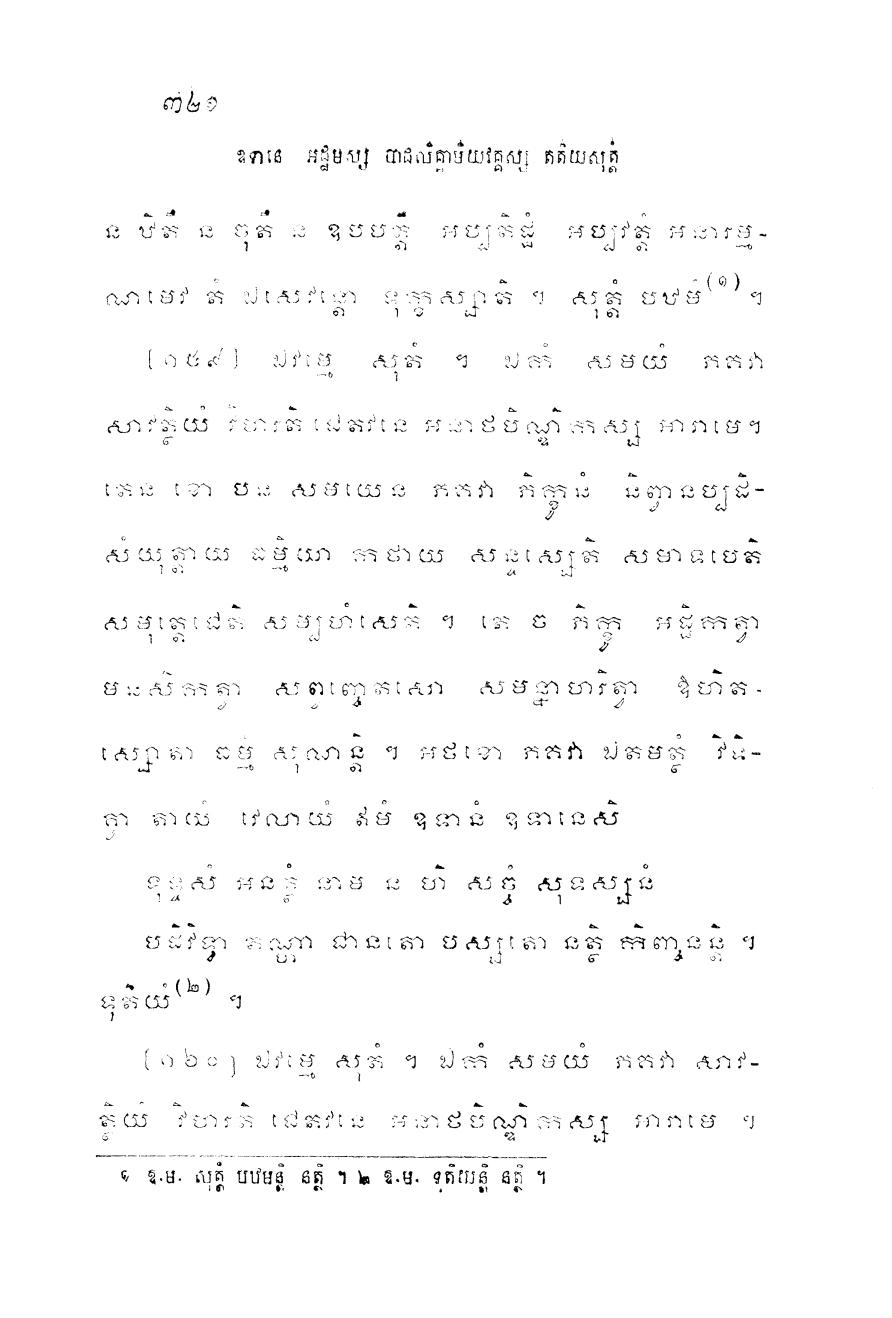 ៣២១
ឧទានេ អដ្ឋមស្ស បាដលិគ្គាមិយវគ្គស្ស តតិយសុត្តំ
ន ឋិតឹ ន ចុតឹ ន ឧបបត្តឹ អប្បតិដ្ឋំ អប្បវត្តំ អនារម្ម-
ណមេវ តំ ឯសេវន្តោ ទុក្ខស្សាតិ ។ សុត្តំ បឋមំ(១) ។
[១៥៩] ឯវម្មេ សុតំ ។ ឯកំ សមយំ ភគវា
សាវត្ថិយំ វិហរតិ ជេតវនេ អនាថបិណ្ឌិកស្ស អារាមេ។
តេន ខោ បន សមយេន ភគវា ភិក្ខូនំ និព្វានប្បដិ-
សំយុត្តាយ ធម្មិយា កថាយ សន្ទស្សេតិ សមាទបេតិ
សមុត្តេជេតិ សម្បហំសេតិ ។ តេ ច ភិក្ខូ អដ្ឋិកត្វា
មនសិកត្វា សព្វញ្ចេតសោ សមន្នាហរិត្វា ឱហិត-
សោ្សតា ធម្មំ សុណន្តិ ។ អថខោ ភគវា ឯតមត្ថំ វិទិ-
ត្វា តាយំ វេលាយំ ឥមំ ឧទានំ ឧទានេសិ
ទុទ្ទសំ អនត្តំ នាម ន ហិ សច្ចំ សុទស្សនំ
បដិវិទ្ធា តណ្ហា ជានតោ បស្សតោ នត្ថិ កិញ្ចនន្តិ ។
ទុតិយំ(២) ។
[១៦០] ឯវម្មេ សុតំ ។ ឯកំ សមយំ ភគវា សាវ-
ត្ថិយំ វិហរតិ ជេតវនេ អនាថបិណ្ឌិកស្ស អារាមេ ។
១ ឱ.ម. សុត្តំ បឋមន្តិ នត្ថិ ។ ២ ឱ.ម. ទុតិយន្តិ នត្ថិ ។